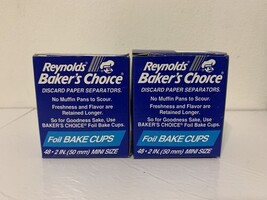 Reynolds®
Baker's Choice®
DISCARD PAPER SEPARATORS.
No Muffin Pans to Scour.
Freshness and Flavor are
Retained Longer.
So for Goodness Sake, Use
BAKER'S CHOICE® Foil Bake Cups.
Foil BAKE CUPS
48 • 2 IN. (50 mm) MINI SIZE
Reynolds®
Baker's Choice®
DISCARD PAPER SEPARATORS.
No Muffin Pans to Scour.
Freshness and Flavor are
Retained Longer.
So for Goodness Sake, Use
BAKER'S CHOICE® Foil Bake Cups.
Foil BAKE CUPS
48 • 2 IN. (50 mm) MINI SIZE